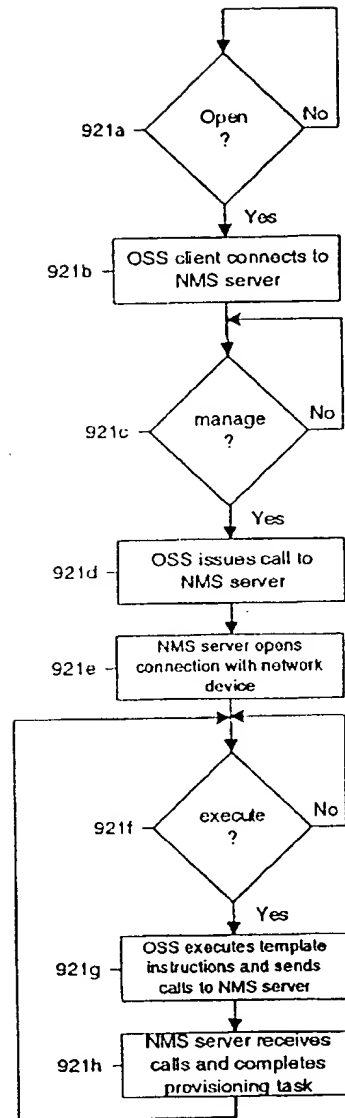 No
Open
?
921a
Yes
OSS client connects to
NMS server
921b
manage
?
No
921c
Yes
OSS issues call to
NMS server
921d
NMS server opens
connection with network
device
921e
execute
?
No
921f
Yes
OSS executes template
instructions and sends
calls to NMS server
921g
NMS server receives
calls and completes
provisioning task
921h